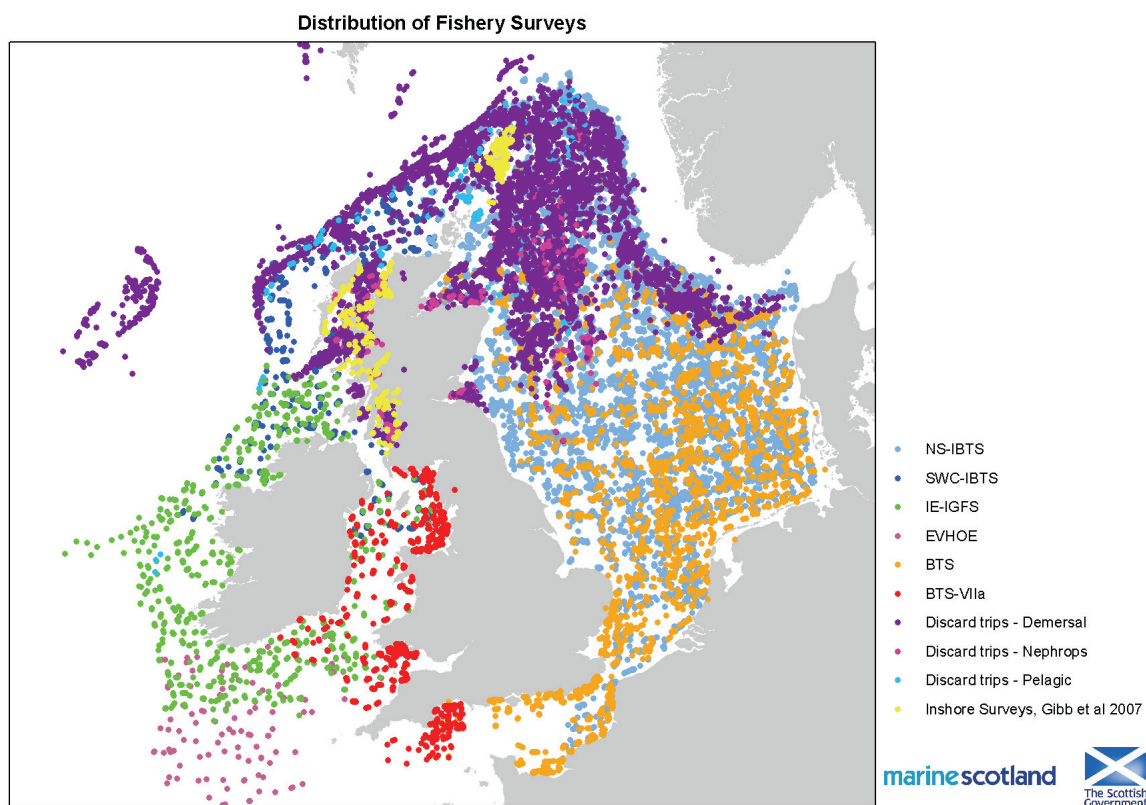 Distribution of Fishery Surveys
NS-IBTS
SWC-IBTS
IE-IGFS
EVHOE
BTS
BTS-VIIa
Discard trips - Demersal
Discard trips - Nephrops
Discard trips - Pelagic
Inshore Surveys, Gibb et al 2007
marinescotland
The Scottish
Government